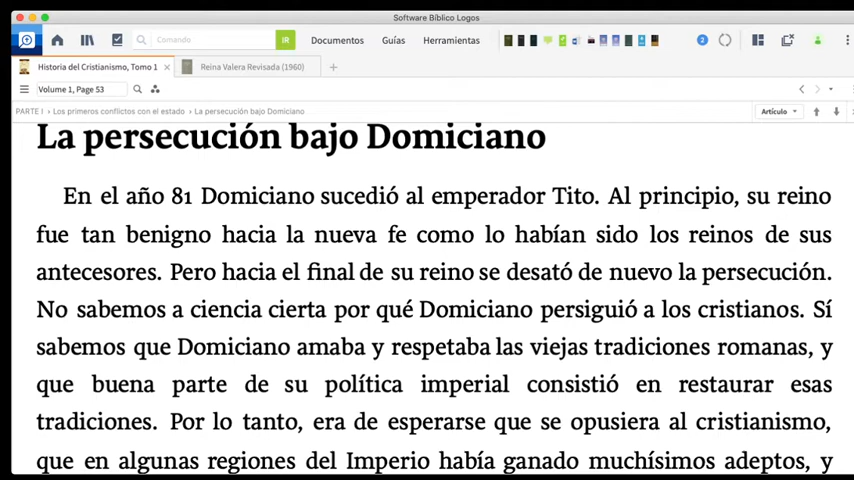 Software Bíblico Logos
Comando
IR
Documentos
Guías
Herramientas
2
Historia del Cristianismo, Tomo 1
Reina Valera Revisada (1960)
Volume 1, Page 53
PARTE I › Los primeros conflictos con el estado › La persecución bajo Domiciano
Artículo
La persecución bajo Domiciano
En el año 81 Domiciano sucedió al emperador Tito. Al principio, su reino
fue tan benigno hacia la nueva fe como lo habían sido los reinos de sus
antecesores. Pero hacia el final de su reino se desató de nuevo la persecución.
No sabemos a ciencia cierta por qué Domiciano persiguió a los cristianos. Sí
sabemos que Domiciano amaba y respetaba las viejas tradiciones romanas, y
que buena parte de su política imperial consistió en restaurar esas
tradiciones. Por lo tanto, era de esperarse que se opusiera al cristianismo,
que en algunas regiones del Imperio había ganado muchísimos adeptos, y